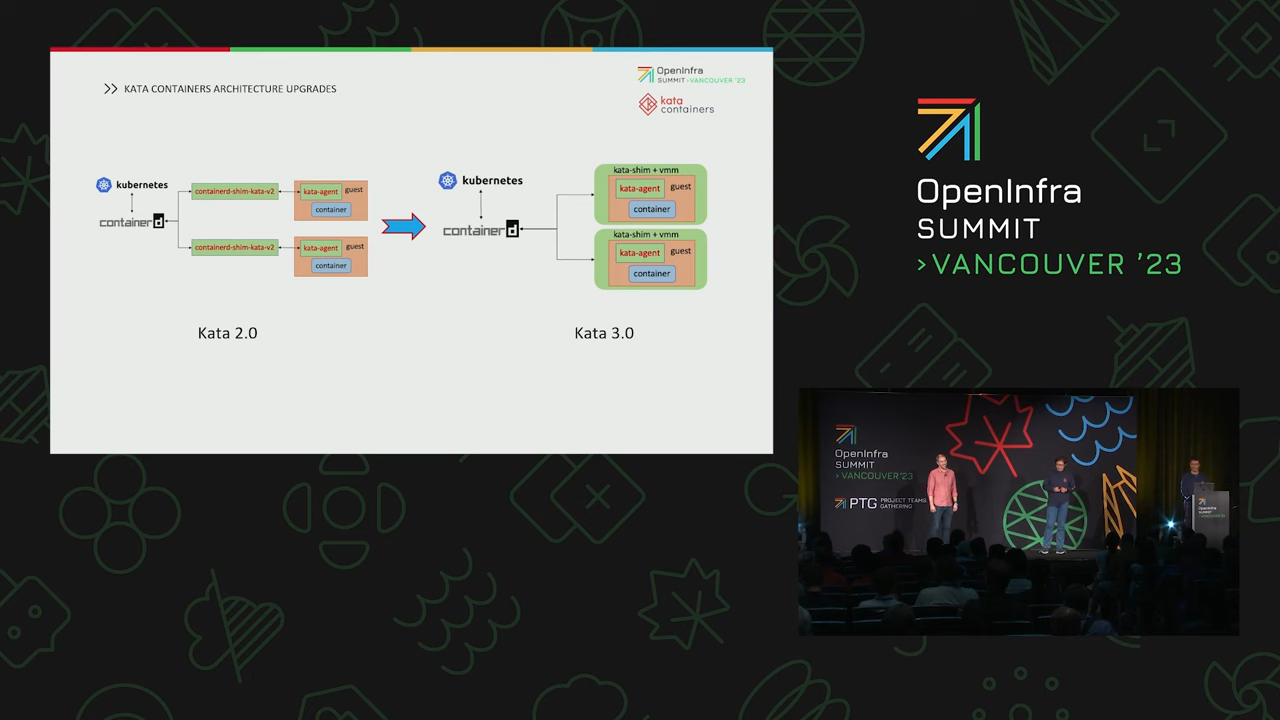 KATA CONTAINERS ARCHITECTURE UPGRADES
OpenInfra
SUMMIT >VANCOUVER '23
kata
containers
kubernetes
containerd
containerd-shim-kata-v2
kata-agent
guest
container
containerd-shim-kata-v2
kata-agent
guest
container
Kata 2.0
kubernetes
containerd
kata-shim + vmm
kata-agent
guest
container
kata-shim + vmm
kata-agent
guest
container
Kata 3.0
OpenInfra
SUMMIT
>VANCOUVER '23
OpenInfra
SUMMIT
> VANCOUVER '23
PTG PROJECT TEAMS
GATHERING
OpenInfra
SUMMIT